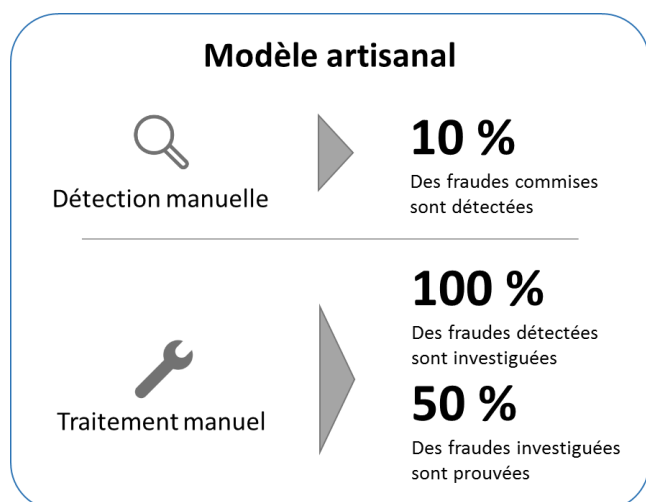 Modèle artisanal
Détection manuelle
10 %
Des fraudes commises
sont détectées
Traitement manuel
100 %
Des fraudes détectées
sont investiguées
50 %
Des fraudes investiguées
sont prouvées